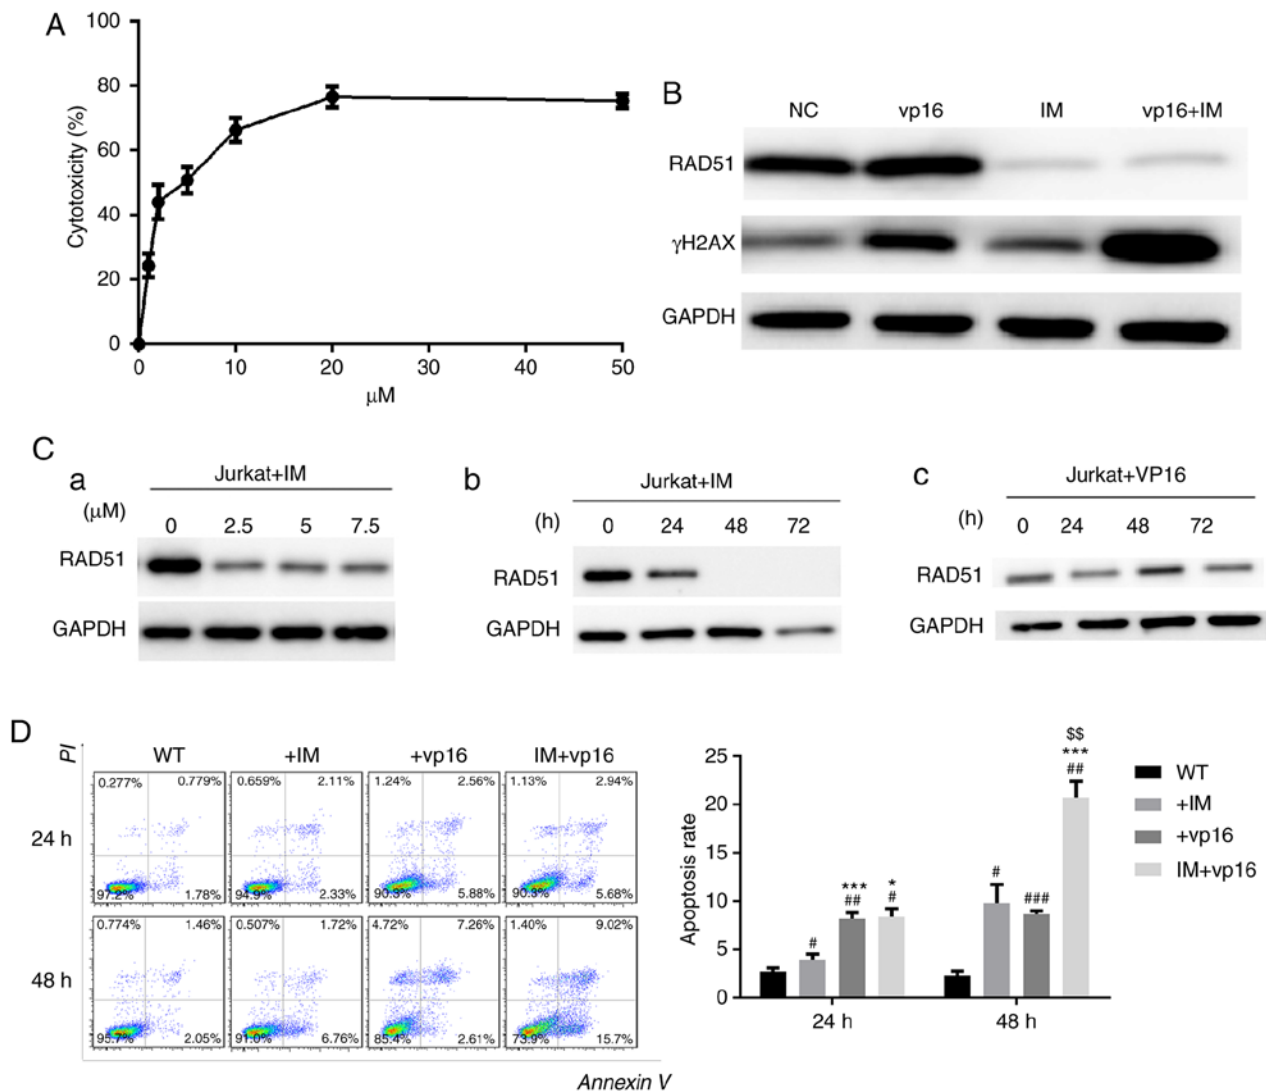 A
100
80
60
40
20
0
Cytotoxicity (%)
0 10 20 30 40 50
μM
B
NC vp16 IM vp16+IM
RAD51
γH2AX
GAPDH
C
a
Jurkat+IM
(μM) 0 2.5 5 7.5
RAD51
GAPDH
b
Jurkat+IM
(h) 0 24 48 72
RAD51
GAPDH
c
Jurkat+VP16
(h) 0 24 48 72
RAD51
GAPDH
D
PI
WT +IM +vp16 IM+vp16
24 h
0.277% 0.779% 0.659% 2.11% 1.24% 2.56% 1.13% 2.94%
97.2% 1.78% 94.9% 2.33% 90.3% 5.88% 90.3% 5.68%
48 h
0.774% 1.46% 0.507% 1.72% 4.72% 7.26% 1.40% 9.02%
95.7% 2.05% 91.0% 6.76% 85.4% 2.61% 73.9% 15.7%
Annexin V
25
20
15
10
5
0
Apoptosis rate
#
***
##
*
#
#
###
$$
***
##
24 h 48 h
WT
+IM
+vp16
IM+vp16